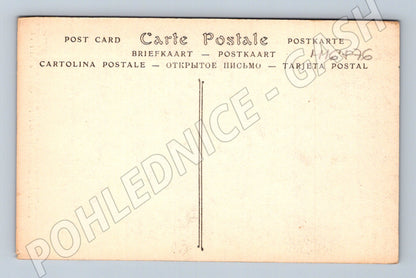 POST CARD Carte Postale POSTKARTE
BRIEFKAART — POSTKAART
CARTOLINA POSTALE — ОТКРЫТОЕ ПИСЬМО — TARJETA POSTAL
POHLEDNICE - GASH